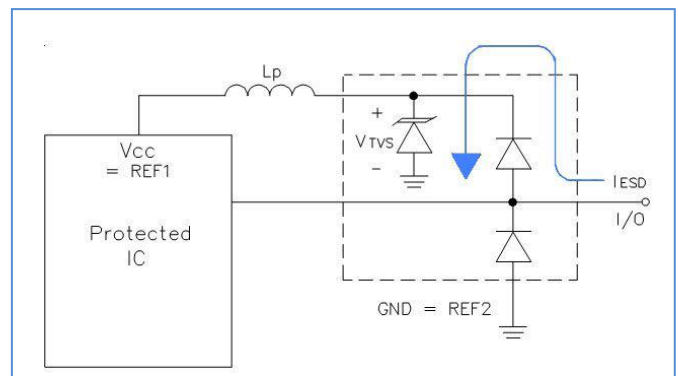 Lp
+
VTVS
-
Vcc
= REF1
Protected
IC
IESD
I/O
GND = REF2